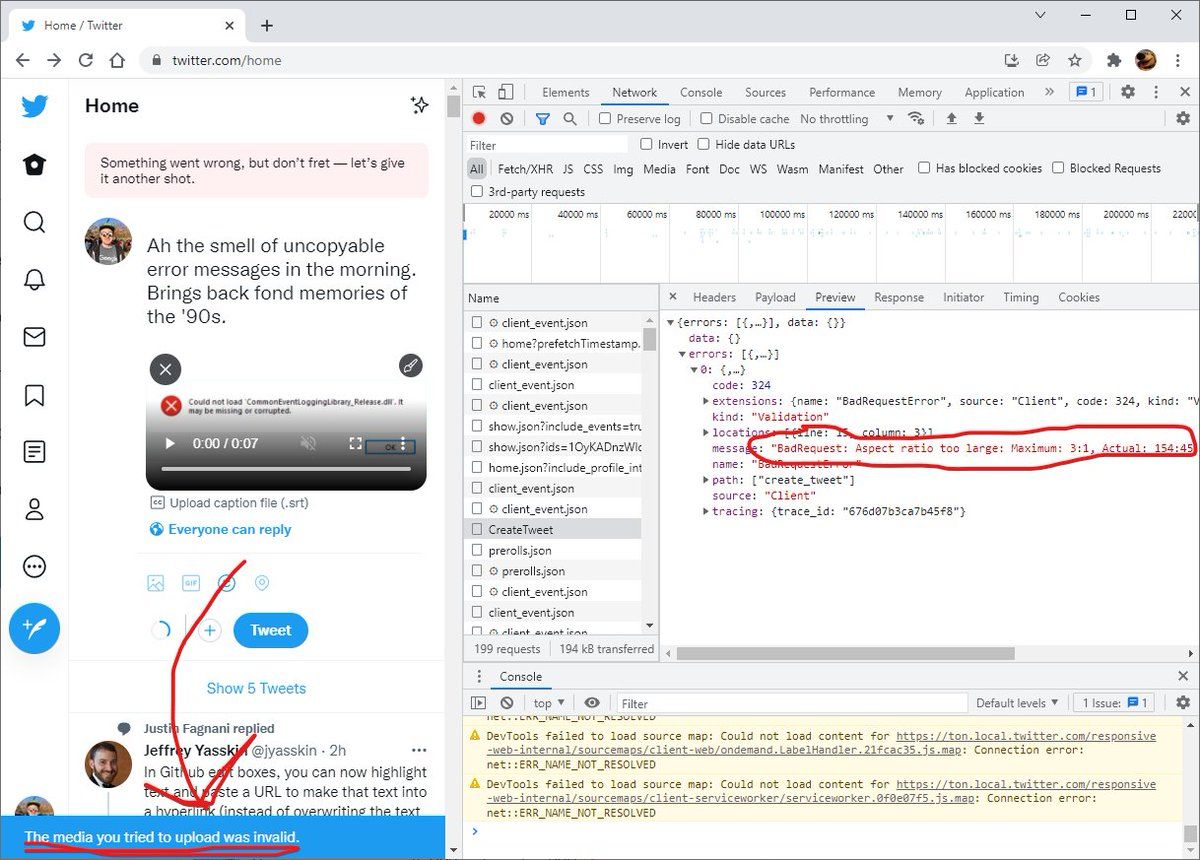 Home / Twitter
twitter.com/home
Home
Something went wrong, but don't fret — let's give
it another shot.
Ah the smell of uncopyable
error messages in the morning.
Brings back fond memories of
the '90s.
Could not load 'CommonEventLoggingLibrary_Release.dll'. It
may be missing or corrupted.
0:00 / 0:07
OK
Upload caption file (.srt)
Everyone can reply
GIF
Tweet
Show 5 Tweets
Justin Fagnani replied
Jeffrey Yasskin @jyasskin · 2h
In Github edit boxes, you can now highlight
text and paste a URL to make that text into
a hyperlink (instead of overwriting the text
The media you tried to upload was invalid.
Elements Network Console Sources Performance Memory Application » 1
Preserve log Disable cache No throttling
Filter Invert Hide data URLs
All Fetch/XHR JS CSS Img Media Font Doc WS Wasm Manifest Other Has blocked cookies Blocked Requests
3rd-party requests
20000 ms 40000 ms 60000 ms 80000 ms 100000 ms 120000 ms 140000 ms 160000 ms 180000 ms 200000 ms 22000
Name
client_event.json
home?prefetchTimestamp.
client_event.json
client_event.json
client_event.json
show.json?include_events=tru
show.json?ids=1OyKADnzWlc
home.json?include_profile_int
client_event.json
client_event.json
CreateTweet
prerolls.json
prerolls.json
client_event.json
client_event.json
client_event.json
199 requests 194 kB transferred
Headers Payload Preview Response Initiator Timing Cookies
{errors: [{,…}], data: {}}
data: {}
errors: [{,…}]
0: {,…}
code: 324
extensions: {name: "BadRequestError", source: "Client", code: 324, kind: "V
kind: "Validation"
locations: [{line: 15, column: 3}]
message: "BadRequest: Aspect ratio too large: Maximum: 3:1, Actual: 154:45
name: "BadRequestError"
path: ["create_tweet"]
source: "Client"
tracing: {trace_id: "676d07b3ca7b45f8"}
Console
top Filter Default levels 1 Issue: 1
net::ERR_NAME_NOT_RESOLVED
DevTools failed to load source map: Could not load content for https://ton.local.twitter.com/responsive
-web-internal/sourcemaps/client-web/ondemand.LabelHandler.21fcac35.js.map: Connection error:
net::ERR_NAME_NOT_RESOLVED
DevTools failed to load source map: Could not load content for https://ton.local.twitter.com/responsive
-web-internal/sourcemaps/client-serviceworker/serviceworker.0f0e07f5.js.map: Connection error:
net::ERR_NAME_NOT_RESOLVED